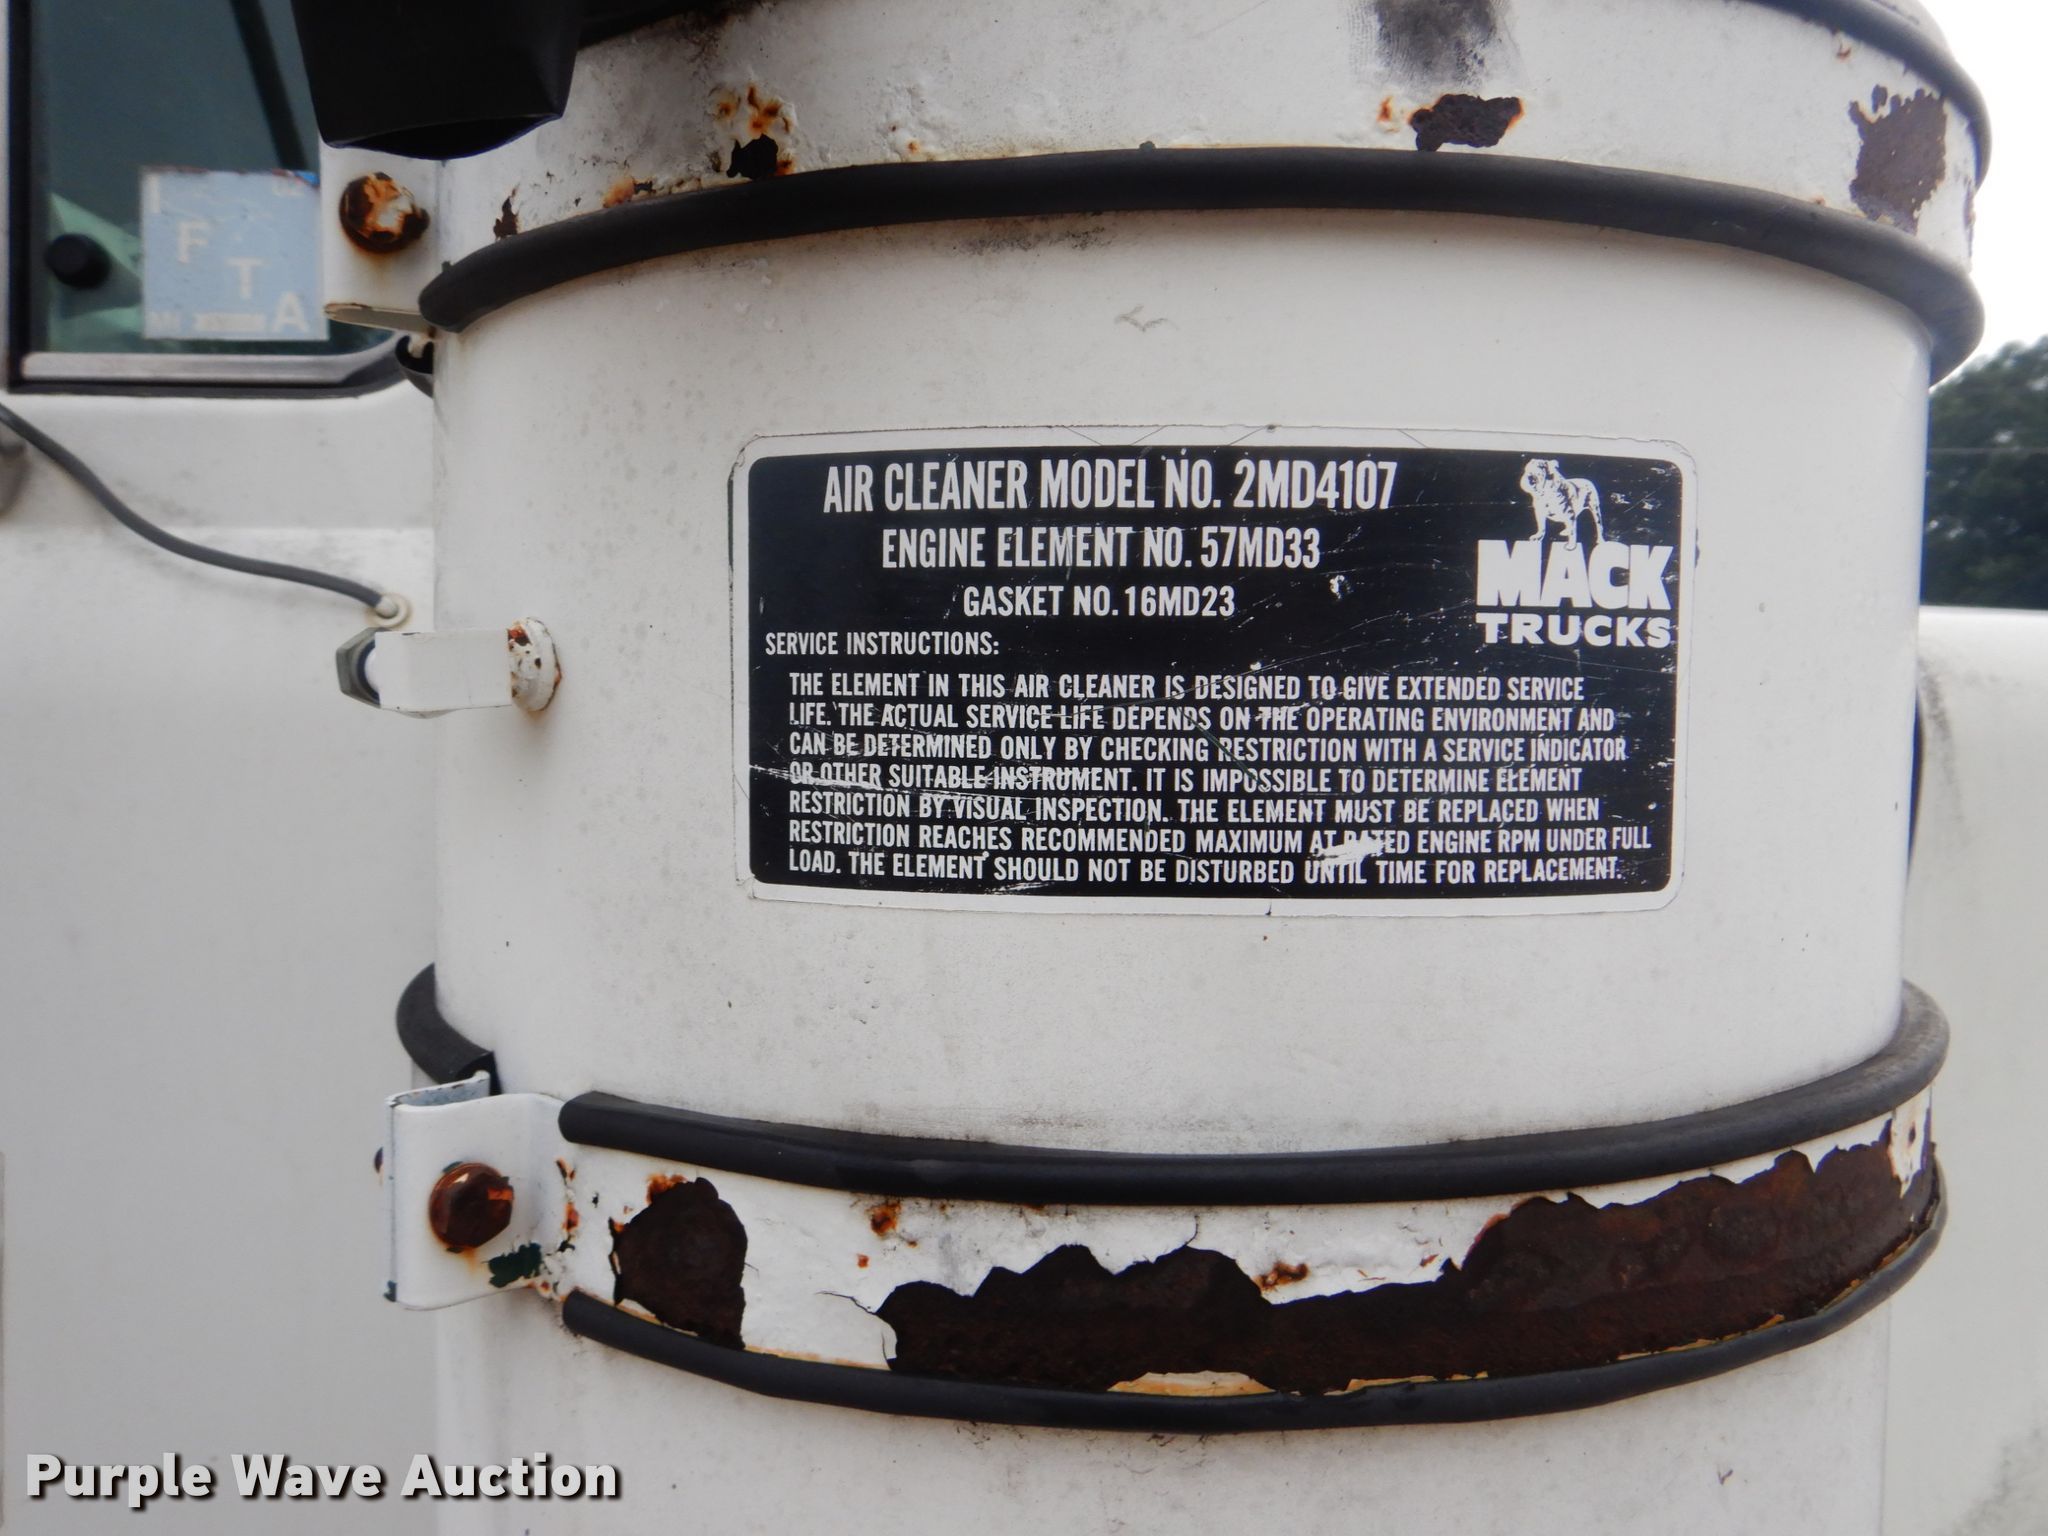 I
F
T
A
AIR CLEANER MODEL NO. 2MD4107
ENGINE ELEMENT NO. 57MD33
GASKET NO. 16MD23
MACK
TRUCKS
SERVICE INSTRUCTIONS:
THE ELEMENT IN THIS AIR CLEANER IS DESIGNED TO GIVE EXTENDED SERVICE
LIFE. THE ACTUAL SERVICE LIFE DEPENDS ON THE OPERATING ENVIRONMENT AND
CAN BE DETERMINED ONLY BY CHECKING RESTRICTION WITH A SERVICE INDICATOR
OR OTHER SUITABLE INSTRUMENT. IT IS IMPOSSIBLE TO DETERMINE ELEMENT
RESTRICTION BY VISUAL INSPECTION. THE ELEMENT MUST BE REPLACED WHEN
RESTRICTION REACHES RECOMMENDED MAXIMUM AT RATED ENGINE RPM UNDER FULL
LOAD. THE ELEMENT SHOULD NOT BE DISTURBED UNTIL TIME FOR REPLACEMENT.
Purple Wave Auction